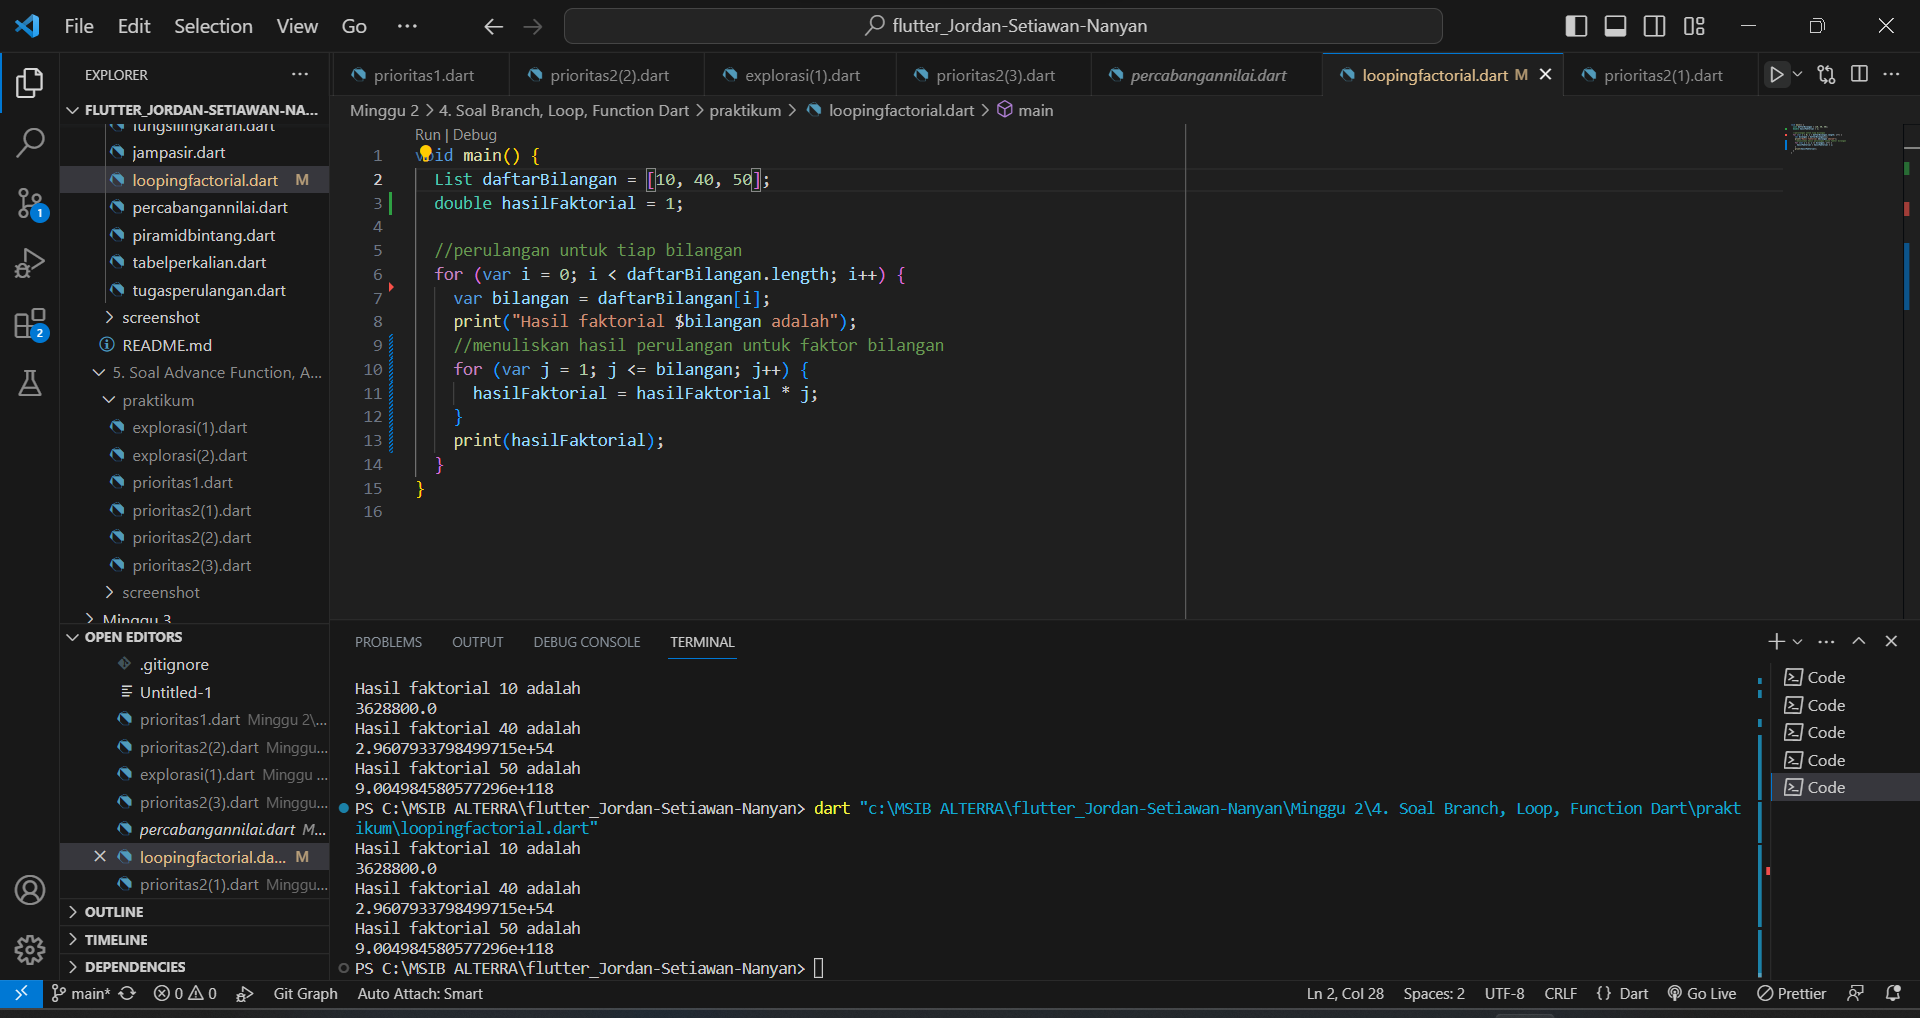 File Edit Selection View Go ··· flutter_Jordan-Setiawan-Nanyan
EXPLORER ···
FLUTTER_JORDAN-SETIAWAN-NA...
fungsilingkaran.dart
jampasir.dart
loopingfactorial.dart M
percabangannilai.dart
piramidbintang.dart
tabelperkalian.dart
tugasperulangan.dart
screenshot
README.md
5. Soal Advance Function, A...
praktikum
explorasi(1).dart
explorasi(2).dart
prioritas1.dart
prioritas2(1).dart
prioritas2(2).dart
prioritas2(3).dart
screenshot
Minggu 3
OPEN EDITORS
.gitignore
Untitled-1
prioritas1.dart Minggu 2\...
prioritas2(2).dart Minggu...
explorasi(1).dart Minggu ...
prioritas2(3).dart Minggu...
percabangannilai.dart M...
loopingfactorial.da... M
prioritas2(1).dart Minggu...
OUTLINE
TIMELINE
DEPENDENCIES
1
2
prioritas1.dart prioritas2(2).dart explorasi(1).dart prioritas2(3).dart percabangannilai.dart loopingfactorial.dart M prioritas2(1).dart
Minggu 2 > 4. Soal Branch, Loop, Function Dart > praktikum > loopingfactorial.dart > main
Run | Debug
1 void main() {
2 List daftarBilangan = [10, 40, 50];
3 double hasilFaktorial = 1;
4
5 //perulangan untuk tiap bilangan
6 for (var i = 0; i < daftarBilangan.length; i++) {
7 var bilangan = daftarBilangan[i];
8 print("Hasil faktorial $bilangan adalah");
9 //menuliskan hasil perulangan untuk faktor bilangan
10 for (var j = 1; j <= bilangan; j++) {
11 hasilFaktorial = hasilFaktorial * j;
12 }
13 print(hasilFaktorial);
14 }
15 }
16
PROBLEMS OUTPUT DEBUG CONSOLE TERMINAL
Hasil faktorial 10 adalah
3628800.0
Hasil faktorial 40 adalah
2.9607933798499715e+54
Hasil faktorial 50 adalah
9.004984580577296e+118
PS C:\MSIB ALTERRA\flutter_Jordan-Setiawan-Nanyan> dart "c:\MSIB ALTERRA\flutter_Jordan-Setiawan-Nanyan\Minggu 2\4. Soal Branch, Loop, Function Dart\prakt
ikum\loopingfactorial.dart"
Hasil faktorial 10 adalah
3628800.0
Hasil faktorial 40 adalah
2.9607933798499715e+54
Hasil faktorial 50 adalah
9.004984580577296e+118
PS C:\MSIB ALTERRA\flutter_Jordan-Setiawan-Nanyan>
Code
Code
Code
Code
Code
main* 0 0 Git Graph Auto Attach: Smart Ln 2, Col 28 Spaces: 2 UTF-8 CRLF {} Dart Go Live Prettier